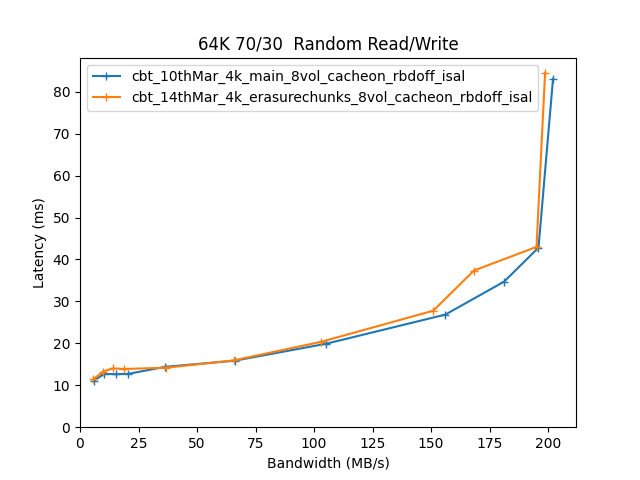 64K 70/30  Random Read/Write
cbt_10thMar_4k_main_8vol_cacheon_rbdoff_isal
cbt_14thMar_4k_erasurechunks_8vol_cacheon_rbdoff_isal
80
70
60
50
40
30
20
10
0
Latency (ms)
0 25 50 75 100 125 150 175 200
Bandwidth (MB/s)